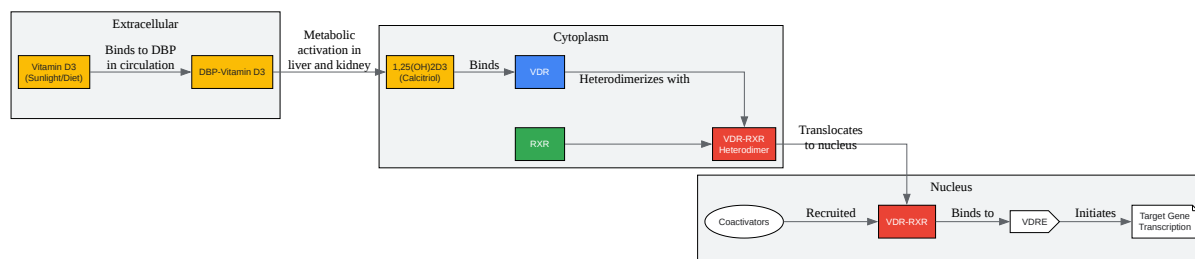 Extracellular
Vitamin D3
(Sunlight/Diet)
Binds to DBP
in circulation
DBP-Vitamin D3
Metabolic
activation in
liver and kidney
Cytoplasm
1,25(OH)2D3
(Calcitriol)
Binds
VDR
Heterodimerizes with
RXR
VDR-RXR
Heterodimer
Translocates
to nucleus
Nucleus
Coactivators
Recruited
VDR-RXR
Binds to
VDRE
Initiates
Target Gene
Transcription